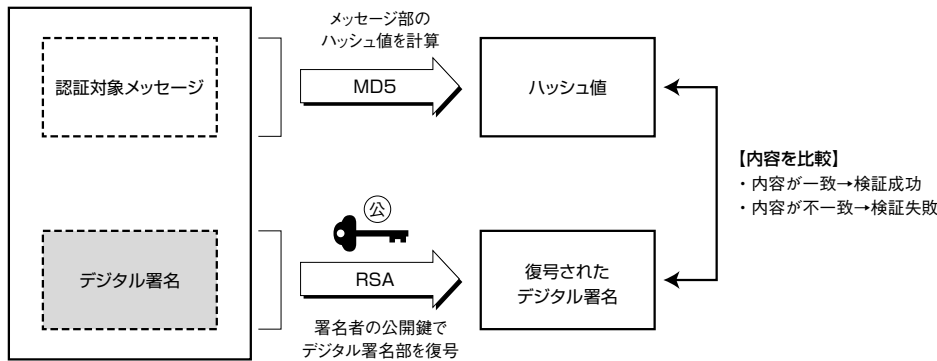 メッセージ部の
ハッシュ値を計算
認証対象メッセージ
MD5
ハッシュ値
【内容を比較】
・内容が一致→検証成功
・内容が不一致→検証失敗
公
デジタル署名
RSA
復号された
デジタル署名
署名者の公開鍵で
デジタル署名部を復号